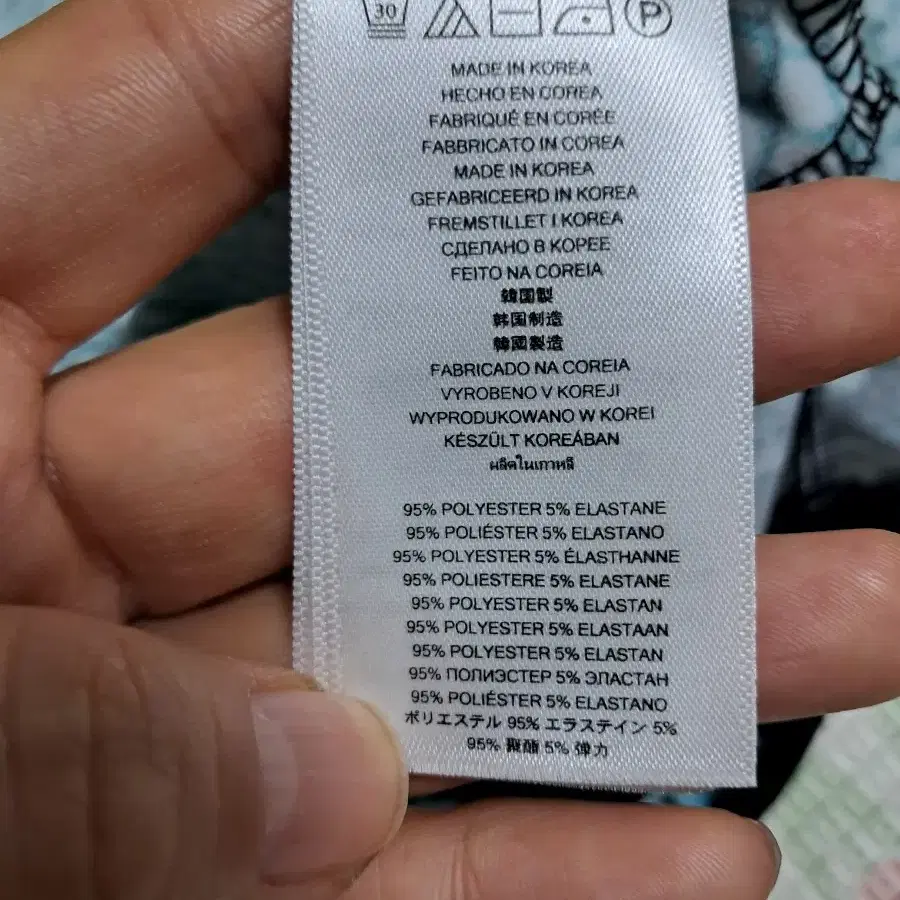 30
P
MADE IN KOREA
HECHO EN COREA
FABRIQUÉ EN CORÉE
FABBRICATO IN COREA
MADE IN KOREA
GEFABRICEERD IN KOREA
FREMSTILLET I KOREA
СДЕЛАНО В КОРЕЕ
FEITO NA COREIA
韓国製
韩国制造
韓國製造
FABRICADO NA COREIA
VYROBENO V KOREJI
WYPRODUKOWANO W KOREI
KÉSZÜLT KOREÁBAN
ผลิตในเกาหลี
95% POLYESTER 5% ELASTANE
95% POLIÉSTER 5% ELASTANO
95% POLYESTER 5% ÉLASTHANNE
95% POLIESTERE 5% ELASTANE
95% POLYESTER 5% ELASTAN
95% POLYESTER 5% ELASTAAN
95% POLYESTER 5% ELASTAN
95% ПОЛИЭСТЕР 5% ЭЛАСТАН
95% POLIÉSTER 5% ELASTANO
ポリエステル 95% エラステイン 5%
95% 聚酯 5% 弹力